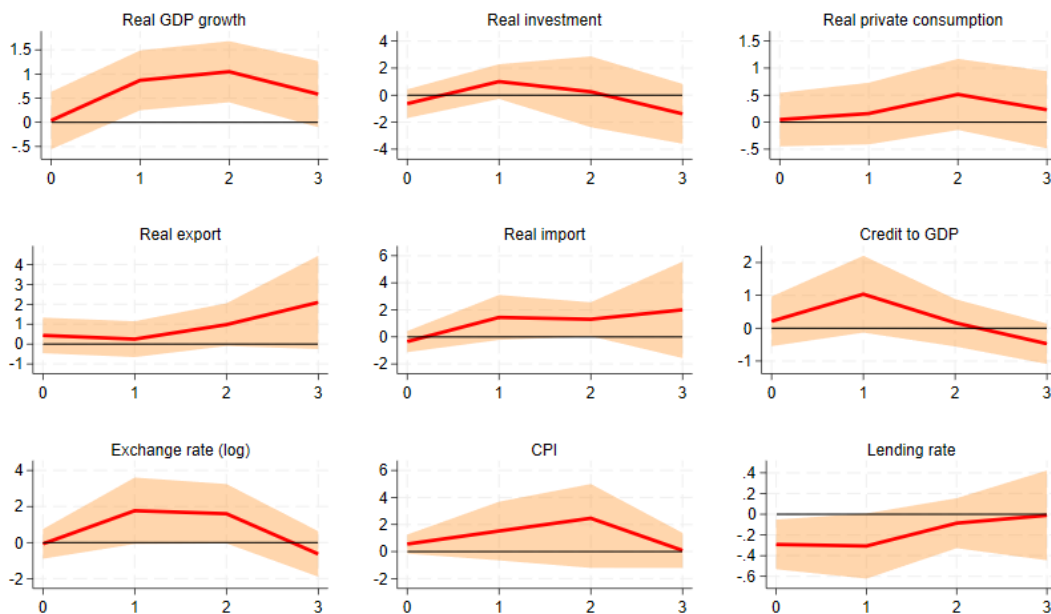 Real GDP growth
1.5
1
.5
0
-.5
0 1 2 3
Real investment
4
2
0
-2
-4
0 1 2 3
Real private consumption
1.5
1
.5
0
-.5
0 1 2 3
Real export
4
3
2
1
0
-1
0 1 2 3
Real import
6
4
2
0
-2
0 1 2 3
Credit to GDP
2
1
0
-1
0 1 2 3
Exchange rate (log)
4
2
0
-2
0 1 2 3
CPI
6
4
2
0
-2
0 1 2 3
Lending rate
.4
.2
0
-.2
-.4
-.6
0 1 2 3